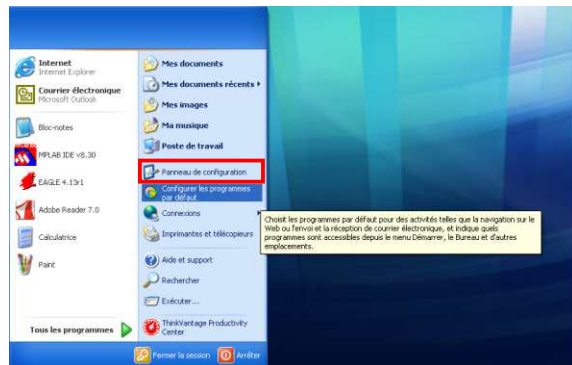 Internet
Internet Explorer
Courrier électronique
Microsoft Outlook
Bloc-notes
MPLAB IDE v8.30
EAGLE 4.13r1
Adobe Reader 7.0
Calculatrice
Paint
Tous les programmes
Mes documents
Mes documents récents
Mes images
Ma musique
Poste de travail
Panneau de configuration
Configurer les programmes
par défaut
Connexions
Imprimantes et télécopieurs
Aide et support
Rechercher
Exécuter...
ThinkVantage Productivity
Center
Choisit les programmes par défaut pour des activités telles que la navigation sur le
Web ou l'envoi et la réception de courrier électronique, et indique quels
programmes sont accessibles depuis le menu Démarrer, le Bureau et d'autres
emplacements.
Fermer la session
Arrêter